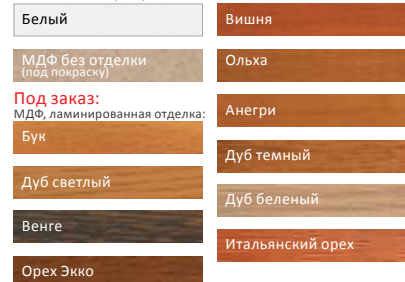 Белый
МДФ без отделки
(под покраску)
Под заказ:
МДФ, ламинированная отделка:
Бук
Дуб светлый
Венге
Орех Экко
Вишня
Ольха
Анегри
Дуб темный
Дуб беленый
Итальянский орех